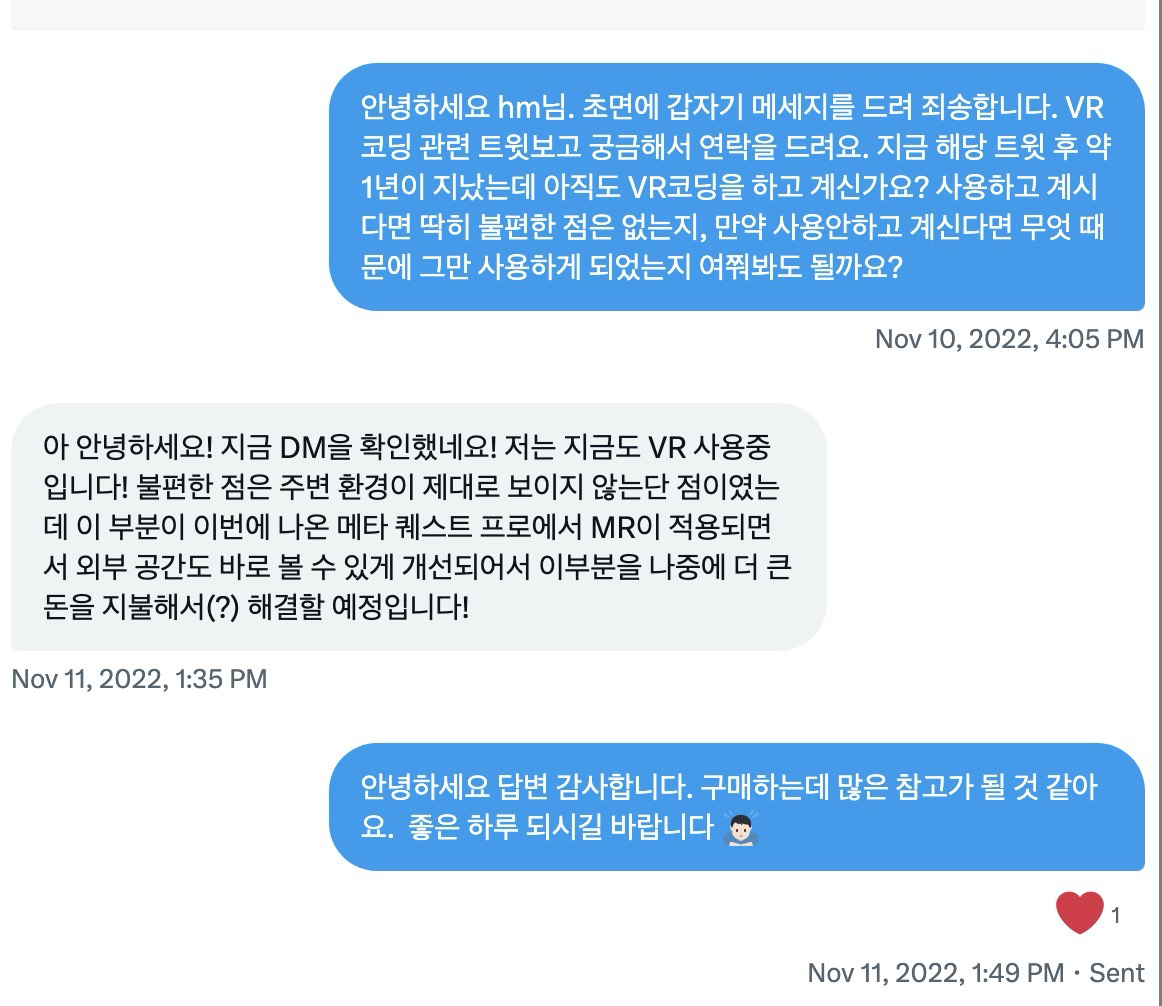 안녕하세요 hm님. 초면에 갑자기 메세지를 드려 죄송합니다. VR
코딩 관련 트윗보고 궁금해서 연락을 드려요. 지금 해당 트윗 후 약
1년이 지났는데 아직도 VR코딩을 하고 계신가요? 사용하고 계시
다면 딱히 불편한 점은 없는지, 만약 사용안하고 계신다면 무엇 때
문에 그만 사용하게 되었는지 여쭤봐도 될까요?
Nov 10, 2022, 4:05 PM
아 안녕하세요! 지금 DM을 확인했네요! 저는 지금도 VR 사용중
입니다! 불편한 점은 주변 환경이 제대로 보이지 않는단 점이였는
데 이 부분이 이번에 나온 메타 퀘스트 프로에서 MR이 적용되면
서 외부 공간도 바로 볼 수 있게 개선되어서 이부분을 나중에 더 큰
돈을 지불해서(?) 해결할 예정입니다!
Nov 11, 2022, 1:35 PM
안녕하세요 답변 감사합니다. 구매하는데 많은 참고가 될 것 같아
요.  좋은 하루 되시길 바랍니다 🙇🏻‍♂️
❤️ 1
Nov 11, 2022, 1:49 PM · Sent